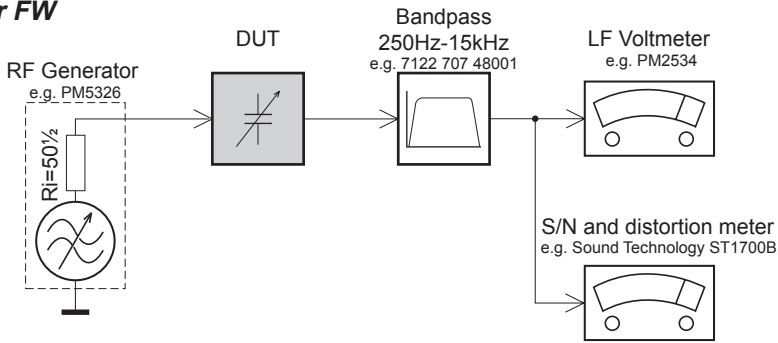 r FW
DUT
Bandpass
250Hz-15kHz
e.g. 7122 707 48001
LF Voltmeter
e.g. PM2534
RF Generator
e.g. PM5326
Ri=50½
S/N and distortion meter
e.g. Sound Technology ST1700B